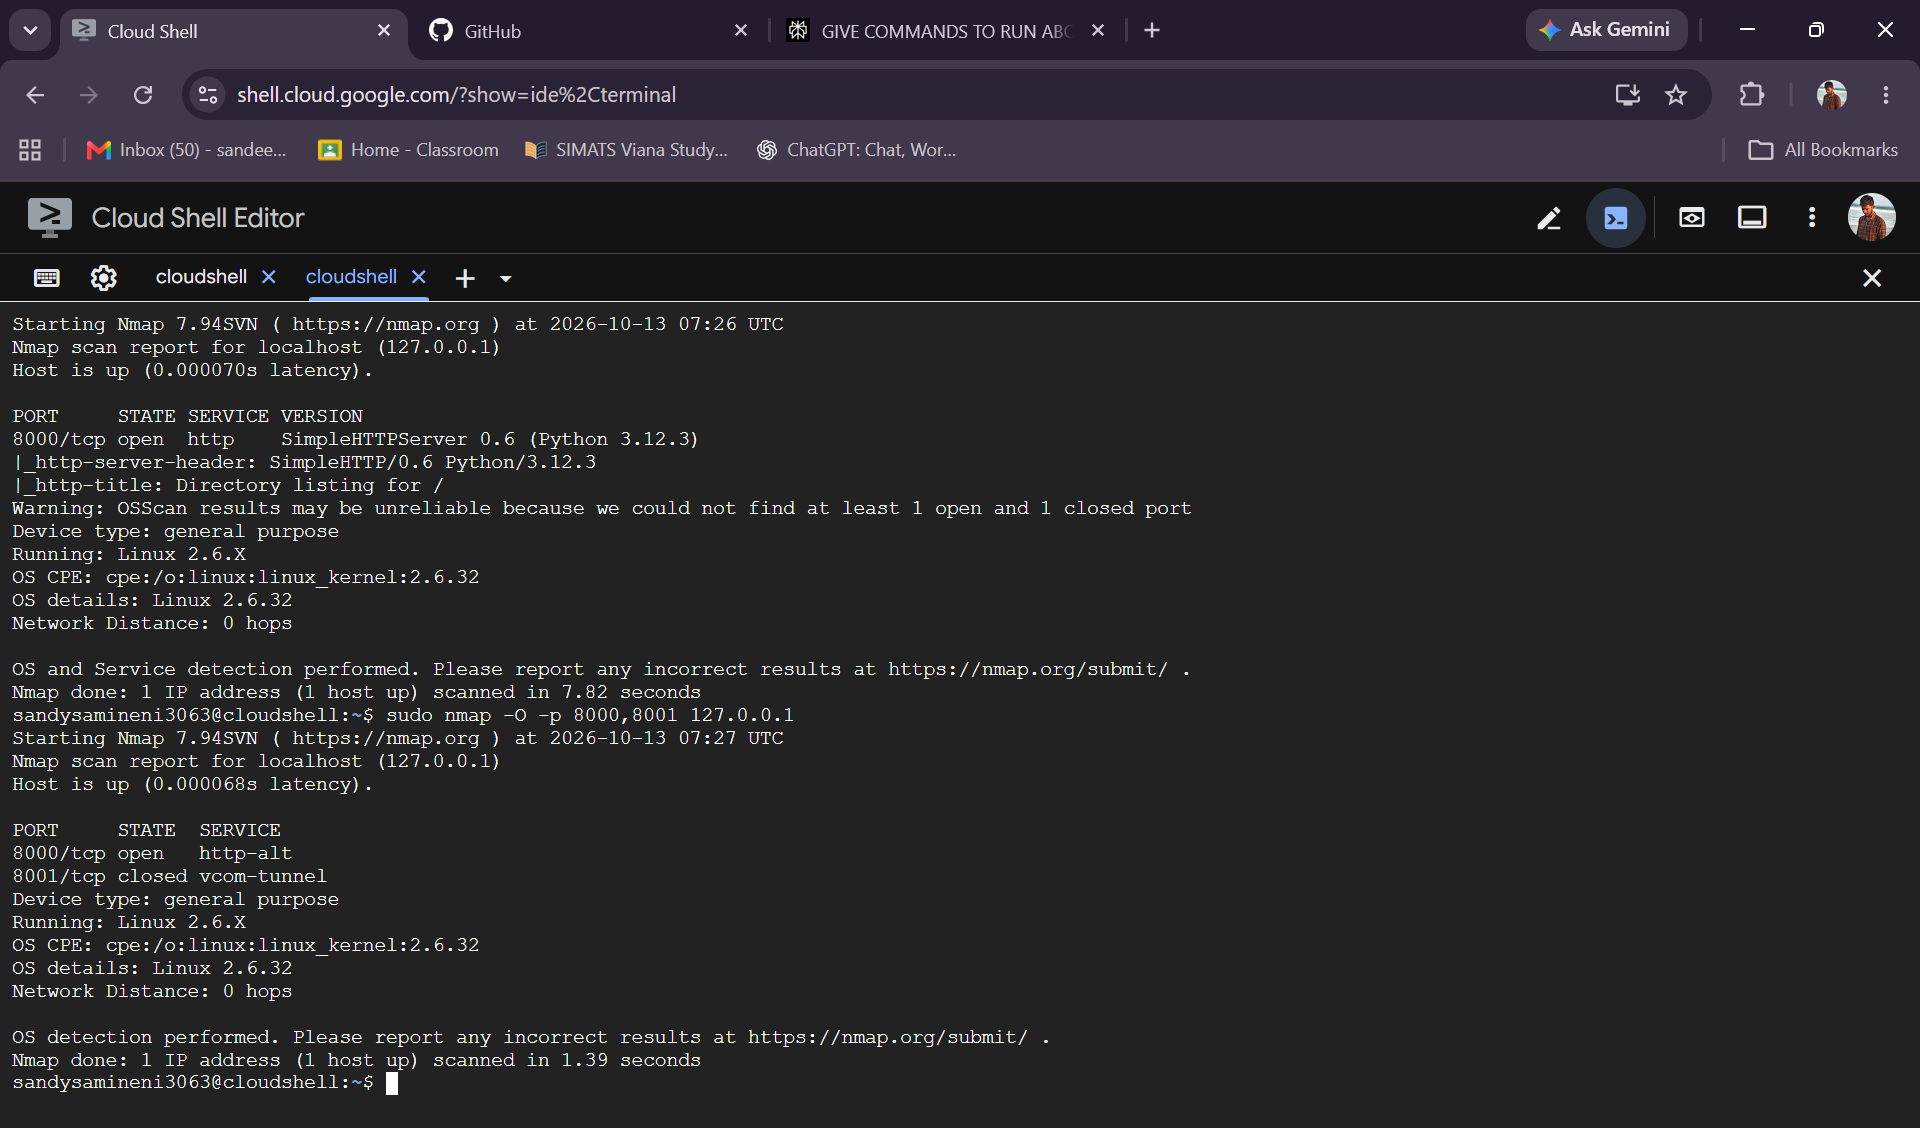 Cloud Shell
GitHub
GIVE COMMANDS TO RUN ABO
Ask Gemini
shell.cloud.google.com/?show=ide%2Cterminal
Inbox (50) - sandee...
Home - Classroom
SIMATS Viana Study...
ChatGPT: Chat, Wor...
All Bookmarks
Cloud Shell Editor
cloudshell
cloudshell
Starting Nmap 7.94SVN ( https://nmap.org ) at 2026-10-13 07:26 UTC
Nmap scan report for localhost (127.0.0.1)
Host is up (0.000070s latency).
PORT     STATE SERVICE VERSION
8000/tcp open  http    SimpleHTTPServer 0.6 (Python 3.12.3)
|_http-server-header: SimpleHTTP/0.6 Python/3.12.3
|_http-title: Directory listing for /
Warning: OSScan results may be unreliable because we could not find at least 1 open and 1 closed port
Device type: general purpose
Running: Linux 2.6.X
OS CPE: cpe:/o:linux:linux_kernel:2.6.32
OS details: Linux 2.6.32
Network Distance: 0 hops
OS and Service detection performed. Please report any incorrect results at https://nmap.org/submit/ .
Nmap done: 1 IP address (1 host up) scanned in 7.82 seconds
sandysamineni3063@cloudshell:~$ sudo nmap -O -p 8000,8001 127.0.0.1
Starting Nmap 7.94SVN ( https://nmap.org ) at 2026-10-13 07:27 UTC
Nmap scan report for localhost (127.0.0.1)
Host is up (0.000068s latency).
PORT     STATE  SERVICE
8000/tcp open   http-alt
8001/tcp closed vcom-tunnel
Device type: general purpose
Running: Linux 2.6.X
OS CPE: cpe:/o:linux:linux_kernel:2.6.32
OS details: Linux 2.6.32
Network Distance: 0 hops
OS detection performed. Please report any incorrect results at https://nmap.org/submit/ .
Nmap done: 1 IP address (1 host up) scanned in 1.39 seconds
sandysamineni3063@cloudshell:~$